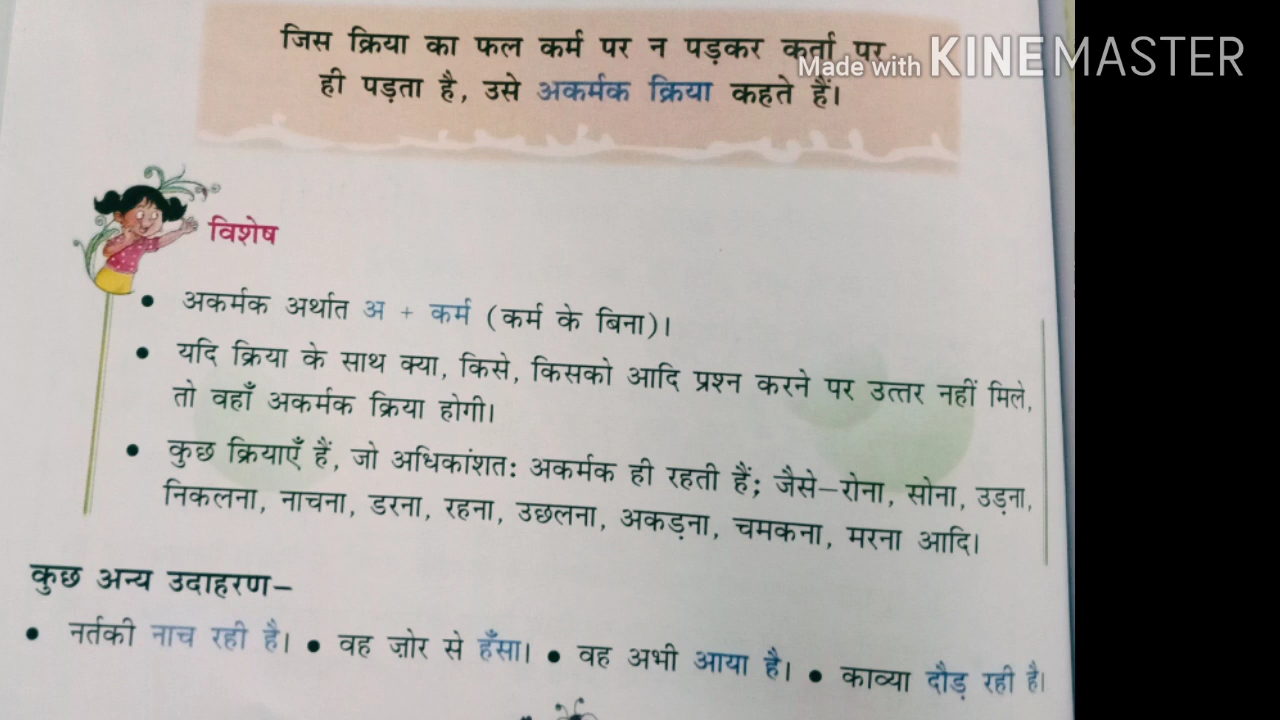 जिस क्रिया का फल कर्म पर न पड़कर कर्ता पर
ही पड़ता है, उसे अकर्मक क्रिया कहते हैं।
Made with KINEMASTER
विशेष
• अकर्मक अर्थात अ + कर्म (कर्म के बिना)।
• यदि क्रिया के साथ क्या, किसे, किसको आदि प्रश्न करने पर उत्तर नहीं मिले,
तो वहाँ अकर्मक क्रिया होगी।
• कुछ क्रियाएँ हैं, जो अधिकांशतः अकर्मक ही रहती हैं; जैसे–रोना, सोना, उड़ना,
निकलना, नाचना, डरना, रहना, उछलना, अकड़ना, चमकना, मरना आदि।
कुछ अन्य उदाहरण–
• नर्तकी नाच रही है। • वह ज़ोर से हँसा। • वह अभी आया है। • काव्या दौड़ रही है।